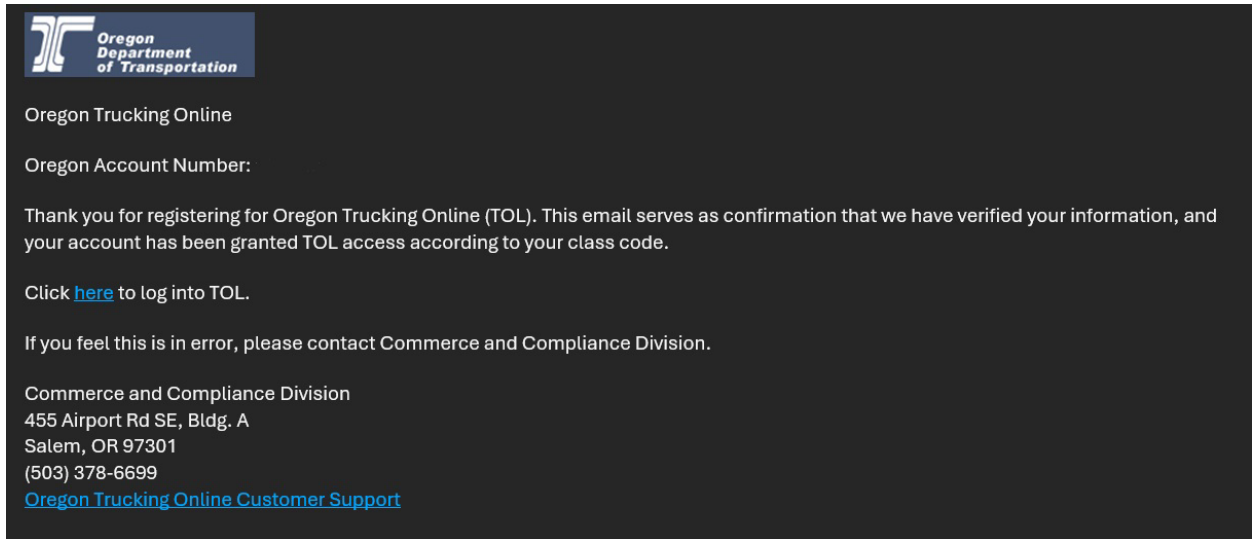 Oregon
Department
of Transportation
Oregon Trucking Online
Oregon Account Number:
Thank you for registering for Oregon Trucking Online (TOL). This email serves as confirmation that we have verified your information, and
your account has been granted TOL access according to your class code.
Click here to log into TOL.
If you feel this is in error, please contact Commerce and Compliance Division.
Commerce and Compliance Division
455 Airport Rd SE, Bldg. A
Salem, OR 97301
(503) 378-6699
Oregon Trucking Online Customer Support